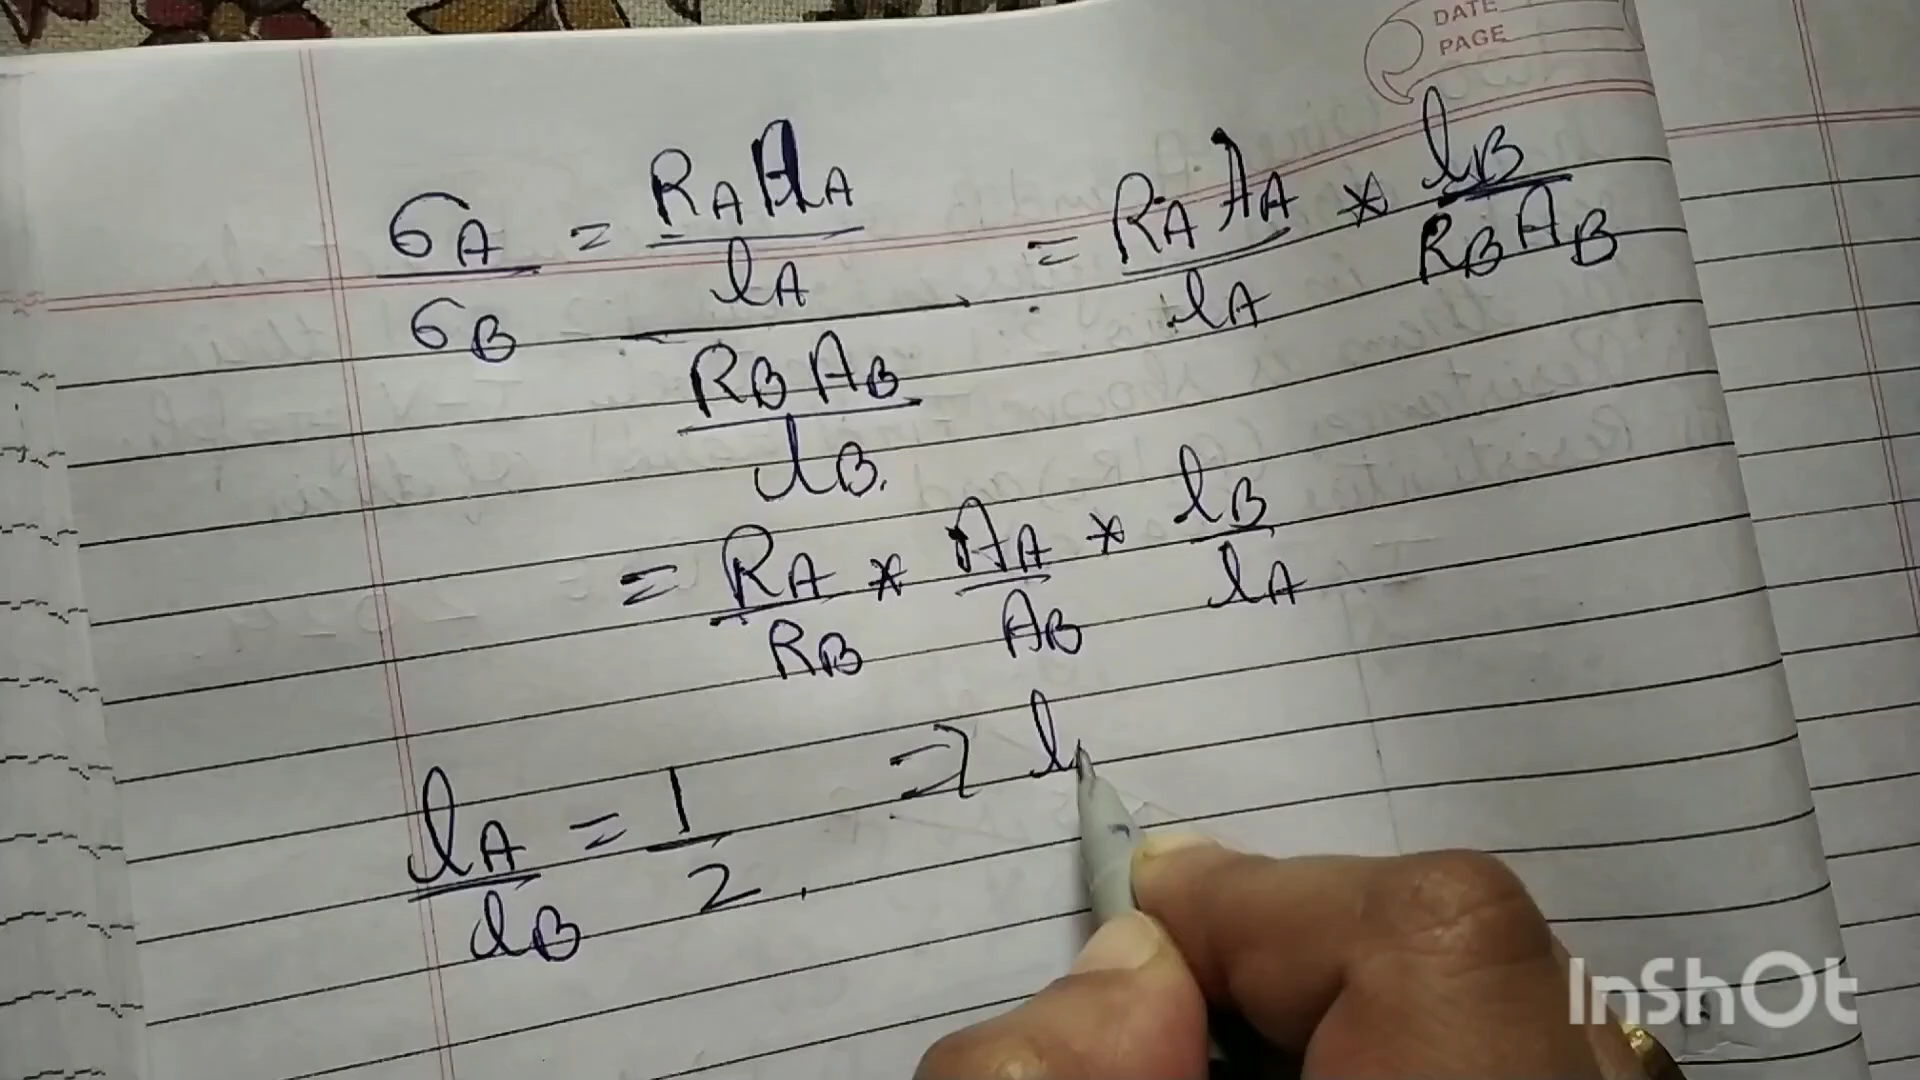 DATE
PAGE
σA/σB = (RA AA/lA)/(RB AB/lB) = RA AA/lA * lB/RB AB
= RA/RB * AA/AB * lB/lA
lA/lB = 1/2 ⇒ l
InShOt